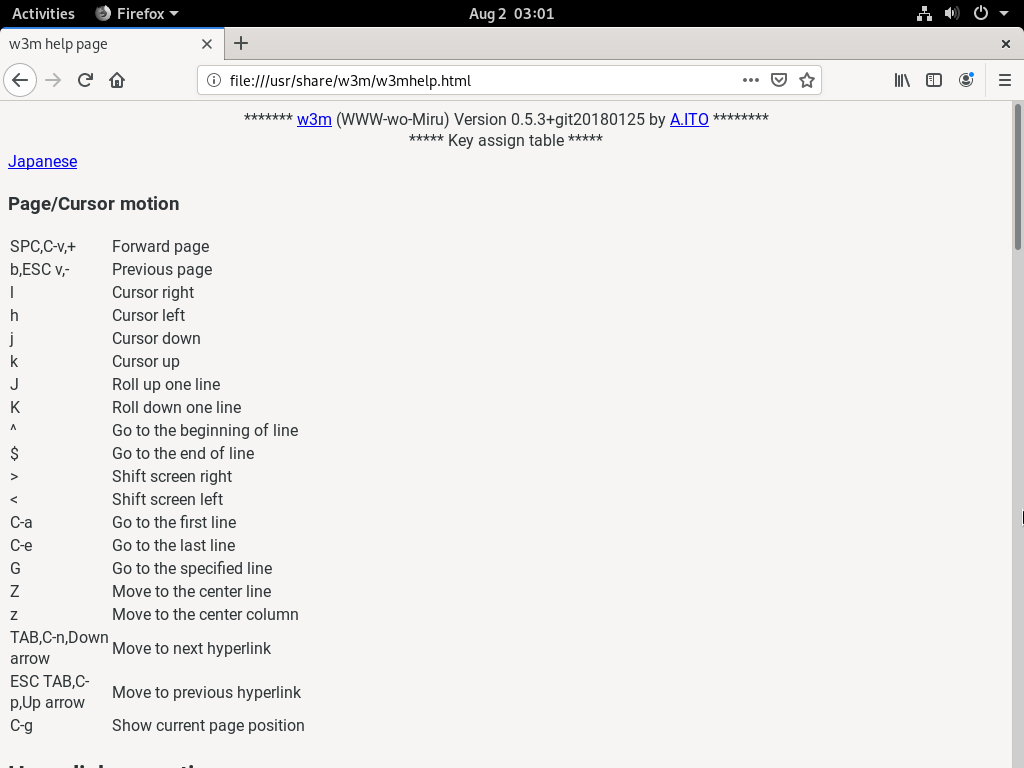 Activities Firefox Aug 2 03:01
w3m help page
file:///usr/share/w3m/w3mhelp.html
******* w3m (WWW-wo-Miru) Version 0.5.3+git20180125 by A.ITO ********
***** Key assign table *****
Japanese
Page/Cursor motion
SPC,C-v,+ Forward page
b,ESC v,- Previous page
l Cursor right
h Cursor left
j Cursor down
k Cursor up
J Roll up one line
K Roll down one line
^ Go to the beginning of line
$ Go to the end of line
> Shift screen right
< Shift screen left
C-a Go to the first line
C-e Go to the last line
G Go to the specified line
Z Move to the center line
z Move to the center column
TAB,C-n,Down
arrow Move to next hyperlink
ESC TAB,C-
p,Up arrow Move to previous hyperlink
C-g Show current page position